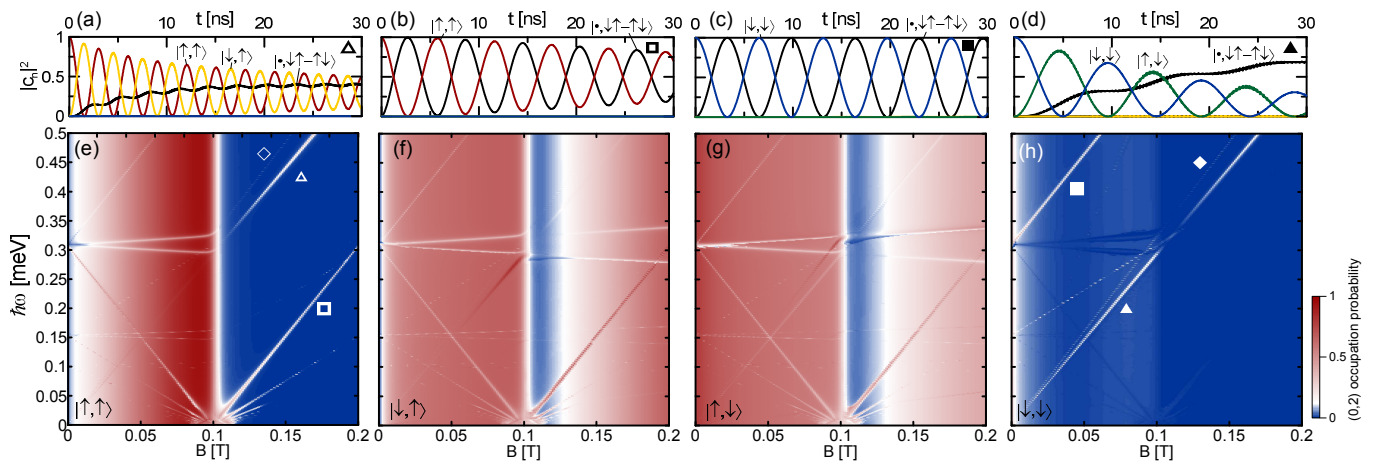 (a) t [ns] (b) t [ns] (c) t [ns] (d) t [ns]
0 10 20 30 0 10 20 30 0 10 20 30 0 10 20 30
|cₙ|²
1
0.5
0
|↑,↑⟩ |↓,↑⟩ |•,↓↑−↑↓⟩
|↑,↑⟩ |•,↓↑−↑↓⟩
|↓,↓⟩ |•,↓↑−↑↓⟩
|↓,↓⟩ |↑,↓⟩ |•,↓↑−↑↓⟩
(e) (f) (g) (h)
ℏω [meV]
0.5
0.45
0.4
0.35
0.3
0.25
0.2
0.15
0.1
0.05
0
|↑,↑⟩ |↓,↑⟩ |↑,↓⟩ |↓,↓⟩
0 0.05 0.1 0.15 0.2 0 0.05 0.1 0.15 0.2 0 0.05 0.1 0.15 0.2 0 0.05 0.1 0.15 0.2
B [T] B [T] B [T] B [T]
1
0.5
0
(0,2) occupation probability